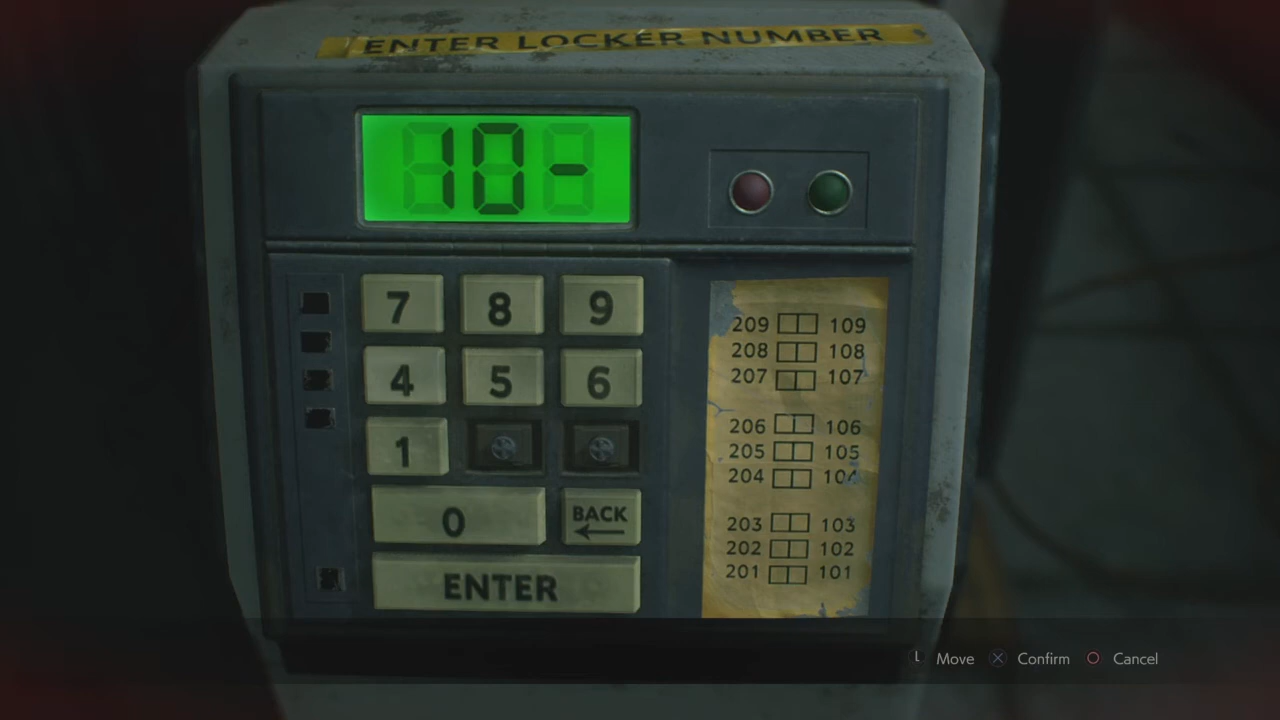 ENTER LOCKER NUMBER
10-
7 8 9
4 5 6
1
0 BACK
ENTER
209 109
208 108
207 107
206 106
205 105
204 104
203 103
202 102
201 101
L Move Confirm Cancel